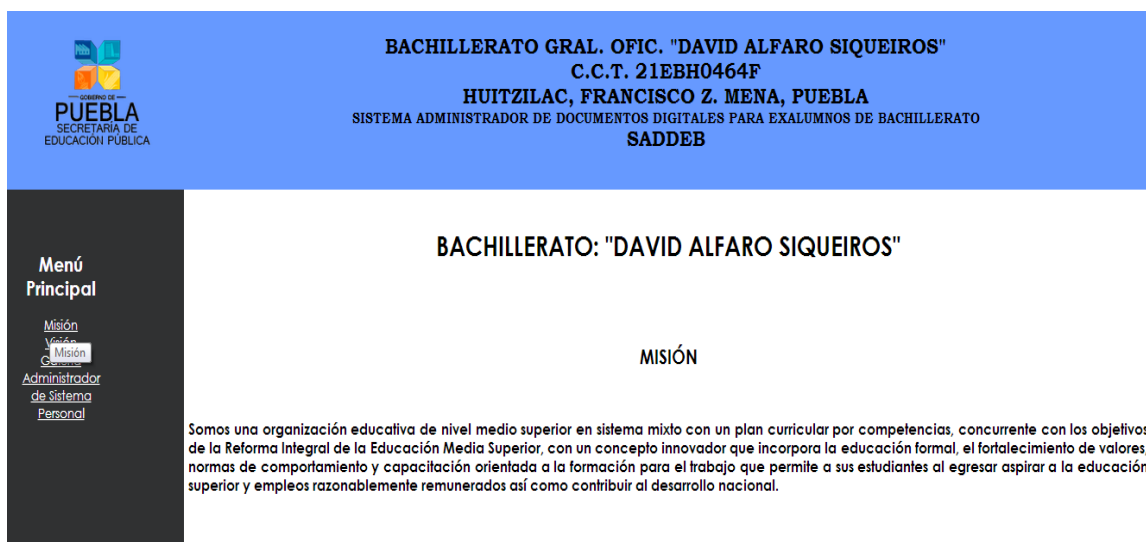 GOBIERNO DE
PUEBLA
SECRETARÍA DE
EDUCACIÓN PÚBLICA
BACHILLERATO GRAL. OFIC. "DAVID ALFARO SIQUEIROS"
C.C.T. 21EBH0464F
HUITZILAC, FRANCISCO Z. MENA, PUEBLA
SISTEMA ADMINISTRADOR DE DOCUMENTOS DIGITALES PARA EXALUMNOS DE BACHILLERATO
SADDEB
Menú
Principal
Misión
Misión
Administrador
de Sistema
Personal
BACHILLERATO: "DAVID ALFARO SIQUEIROS"
MISIÓN
Somos una organización educativa de nivel medio superior en sistema mixto con un plan curricular por competencias, concurrente con los objetivos
de la Reforma Integral de la Educación Media Superior, con un concepto innovador que incorpora la educación formal, el fortalecimiento de valores,
normas de comportamiento y capacitación orientada a la formación para el trabajo que permite a sus estudiantes al egresar aspirar a la educación
superior y empleos razonablemente remunerados así como contribuir al desarrollo nacional.